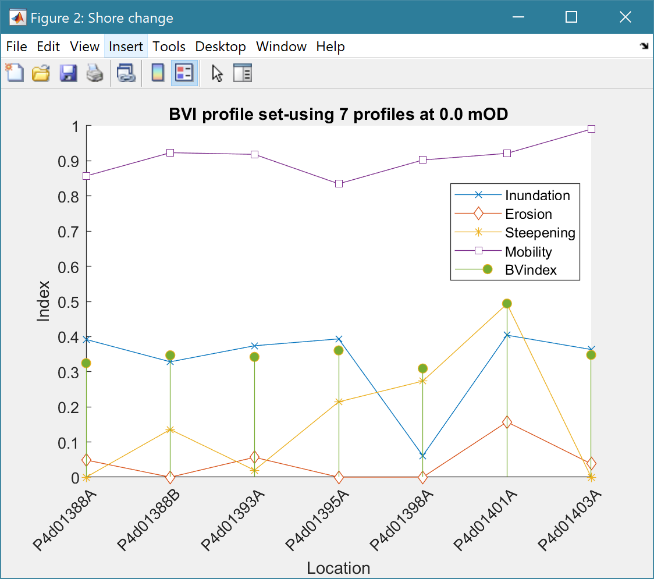 Figure 2: Shore change
File Edit View Insert Tools Desktop Window Help
BVI profile set-using 7 profiles at 0.0 mOD
1
0.9
0.8
0.7
0.6
0.5
0.4
0.3
0.2
0.1
0
Index
Inundation
Erosion
Steepening
Mobility
BVindex
P4d01388A
P4d01388B
P4d01393A
P4d01395A
P4d01398A
P4d01401A
P4d01403A
Location